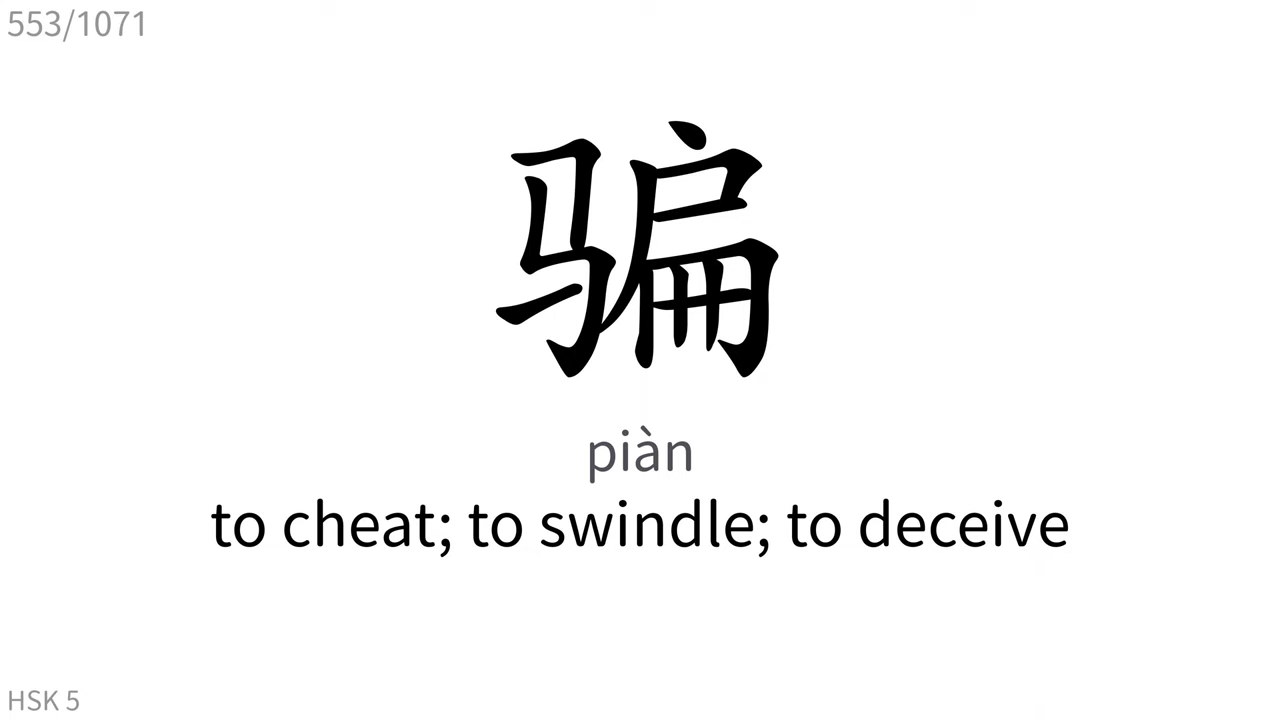 553/1071
骗
piàn
to cheat; to swindle; to deceive
HSK 5